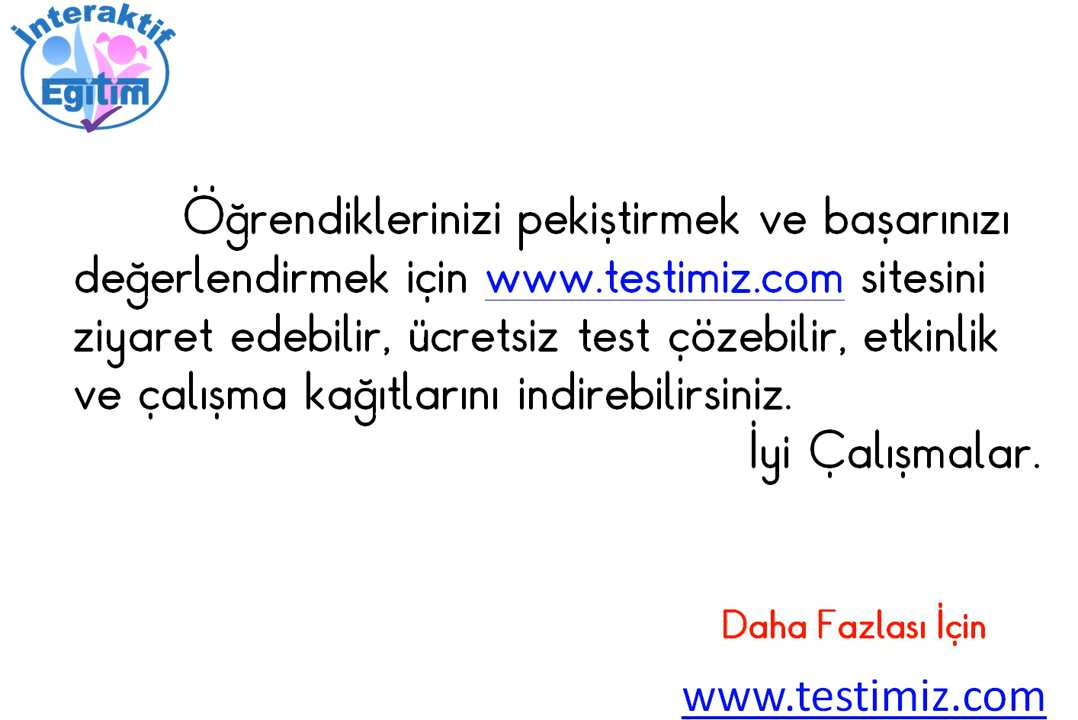 İnteraktif
Egitim
Öğrendiklerinizi pekiştirmek ve başarınızı
değerlendirmek için www.testimiz.com sitesini
ziyaret edebilir, ücretsiz test çözebilir, etkinlik
ve çalışma kağıtlarını indirebilirsiniz.
İyi Çalışmalar.
Daha Fazlası İçin
www.testimiz.com